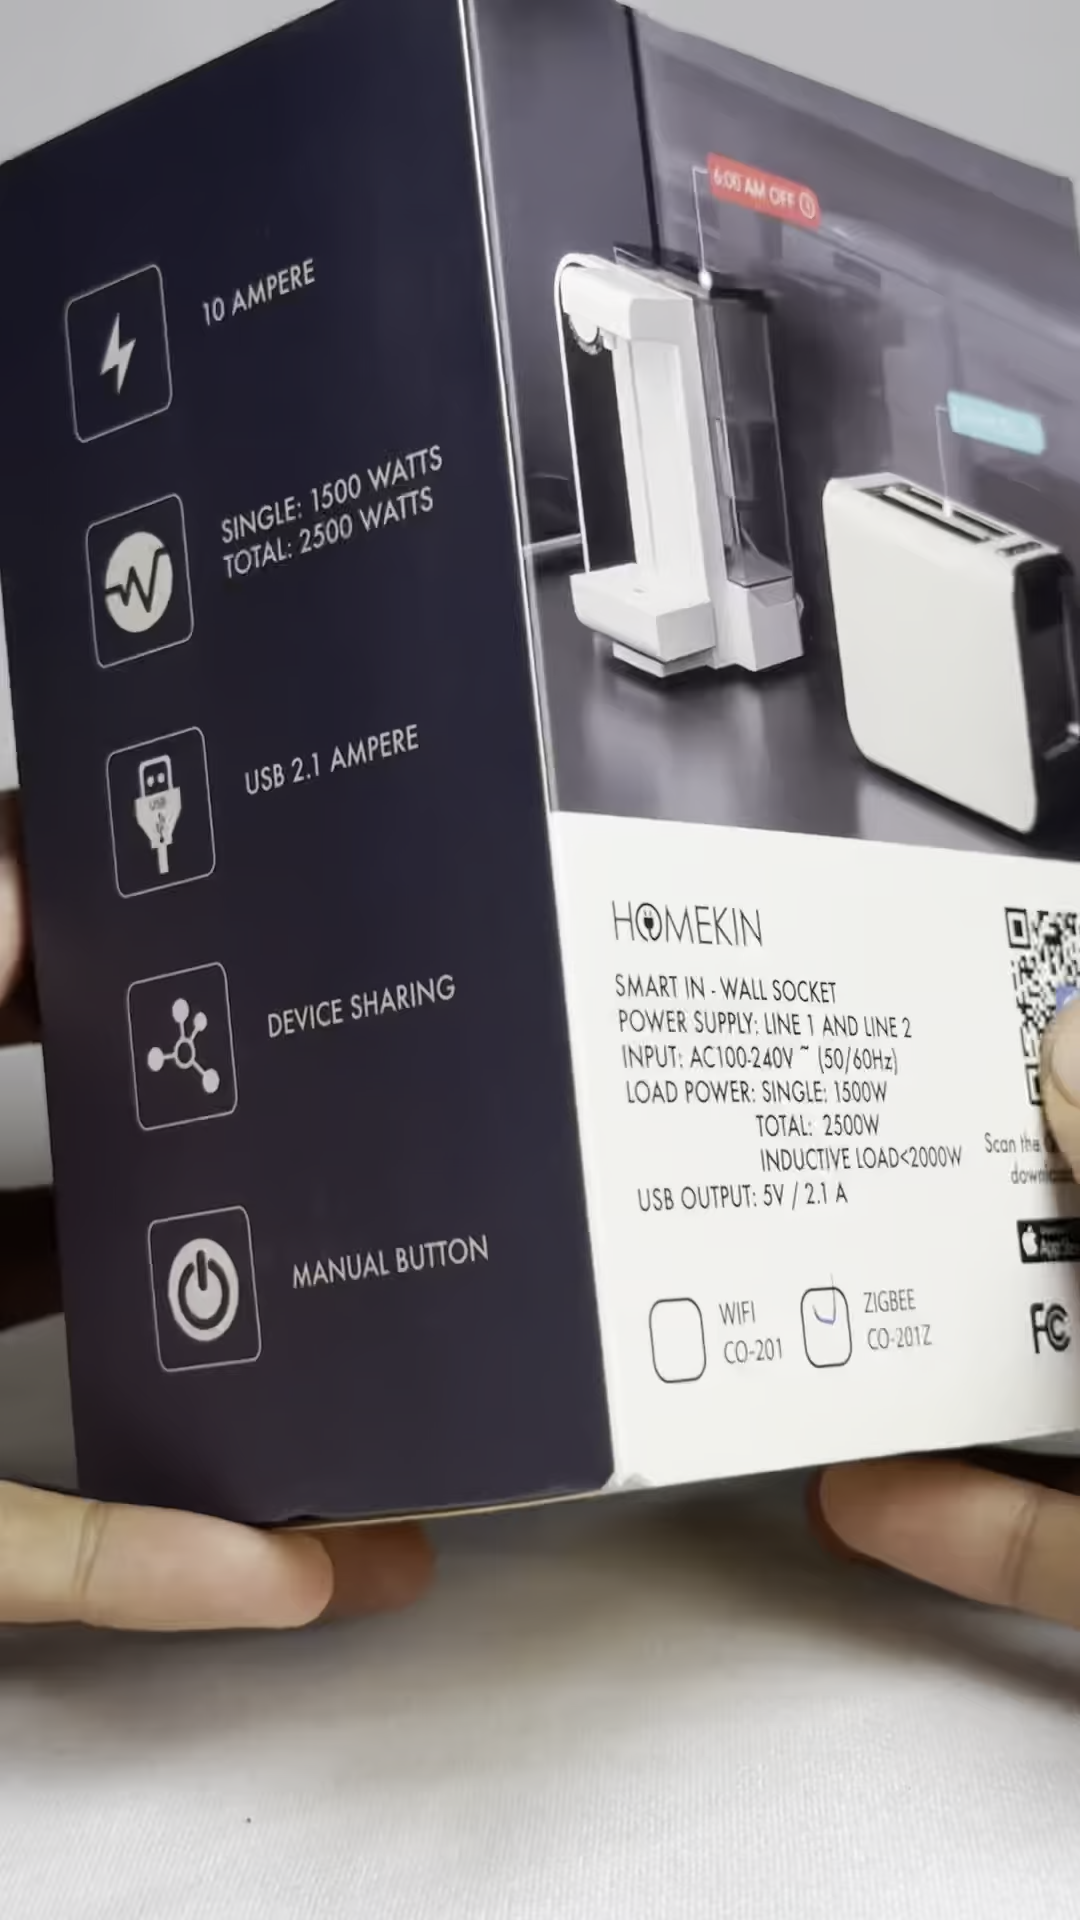 10 AMPERE
SINGLE: 1500 WATTS
TOTAL: 2500 WATTS
USB
USB 2.1 AMPERE
DEVICE SHARING
MANUAL BUTTON
6:00 AM OFF
HOMEKIN
SMART IN - WALL SOCKET
POWER SUPPLY: LINE 1 AND LINE 2
INPUT: AC100-240V ~ (50/60Hz)
LOAD POWER: SINGLE: 1500W
TOTAL: 2500W
INDUCTIVE LOAD<2000W
USB OUTPUT: 5V / 2.1 A
Scan the
WIFI
CO-201
ZIGBEE
CO-201Z
App Store
FC